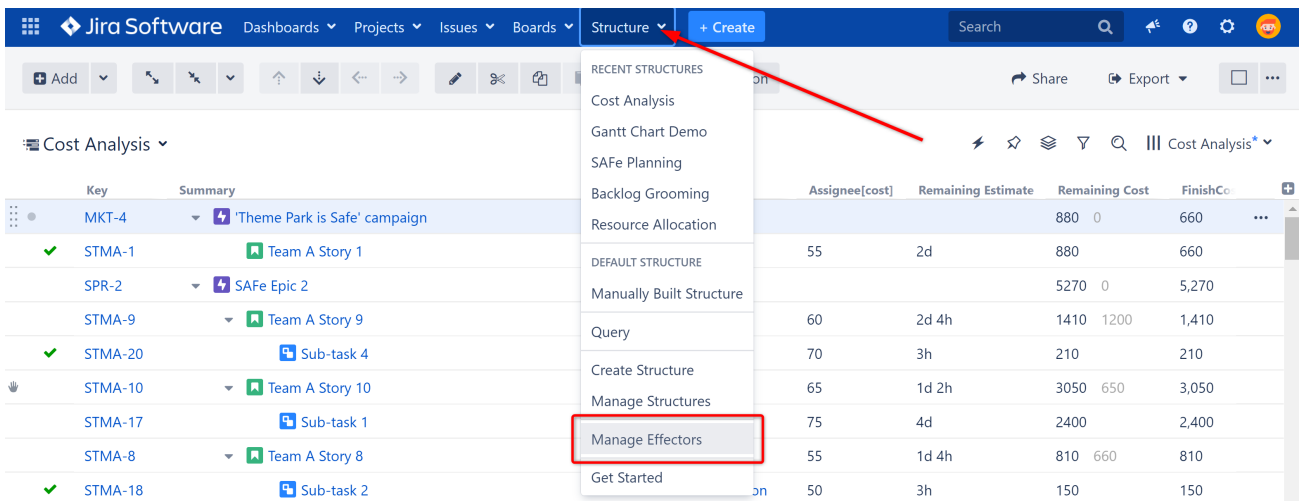 Jira Software Dashboards Projects Issues Boards Structure + Create Search
Add Share Export
RECENT STRUCTURES
Cost Analysis
Gantt Chart Demo
SAFe Planning
Backlog Grooming
Resource Allocation
DEFAULT STRUCTURE
Manually Built Structure
Query
Create Structure
Manage Structures
Manage Effectors
Get Started
Cost Analysis Cost Analysis*
Key Summary Assignee[cost] Remaining Estimate Remaining Cost FinishCo
MKT-4 'Theme Park is Safe' campaign 880 0 660
STMA-1 Team A Story 1 55 2d 880 660
SPR-2 SAFe Epic 2 5270 0 5,270
STMA-9 Team A Story 9 60 2d 4h 1410 1200 1,410
STMA-20 Sub-task 4 70 3h 210 210
STMA-10 Team A Story 10 65 1d 2h 3050 650 3,050
STMA-17 Sub-task 1 75 4d 2400 2,400
STMA-8 Team A Story 8 55 1d 4h 810 660 810
STMA-18 Sub-task 2 on 50 3h 150 150